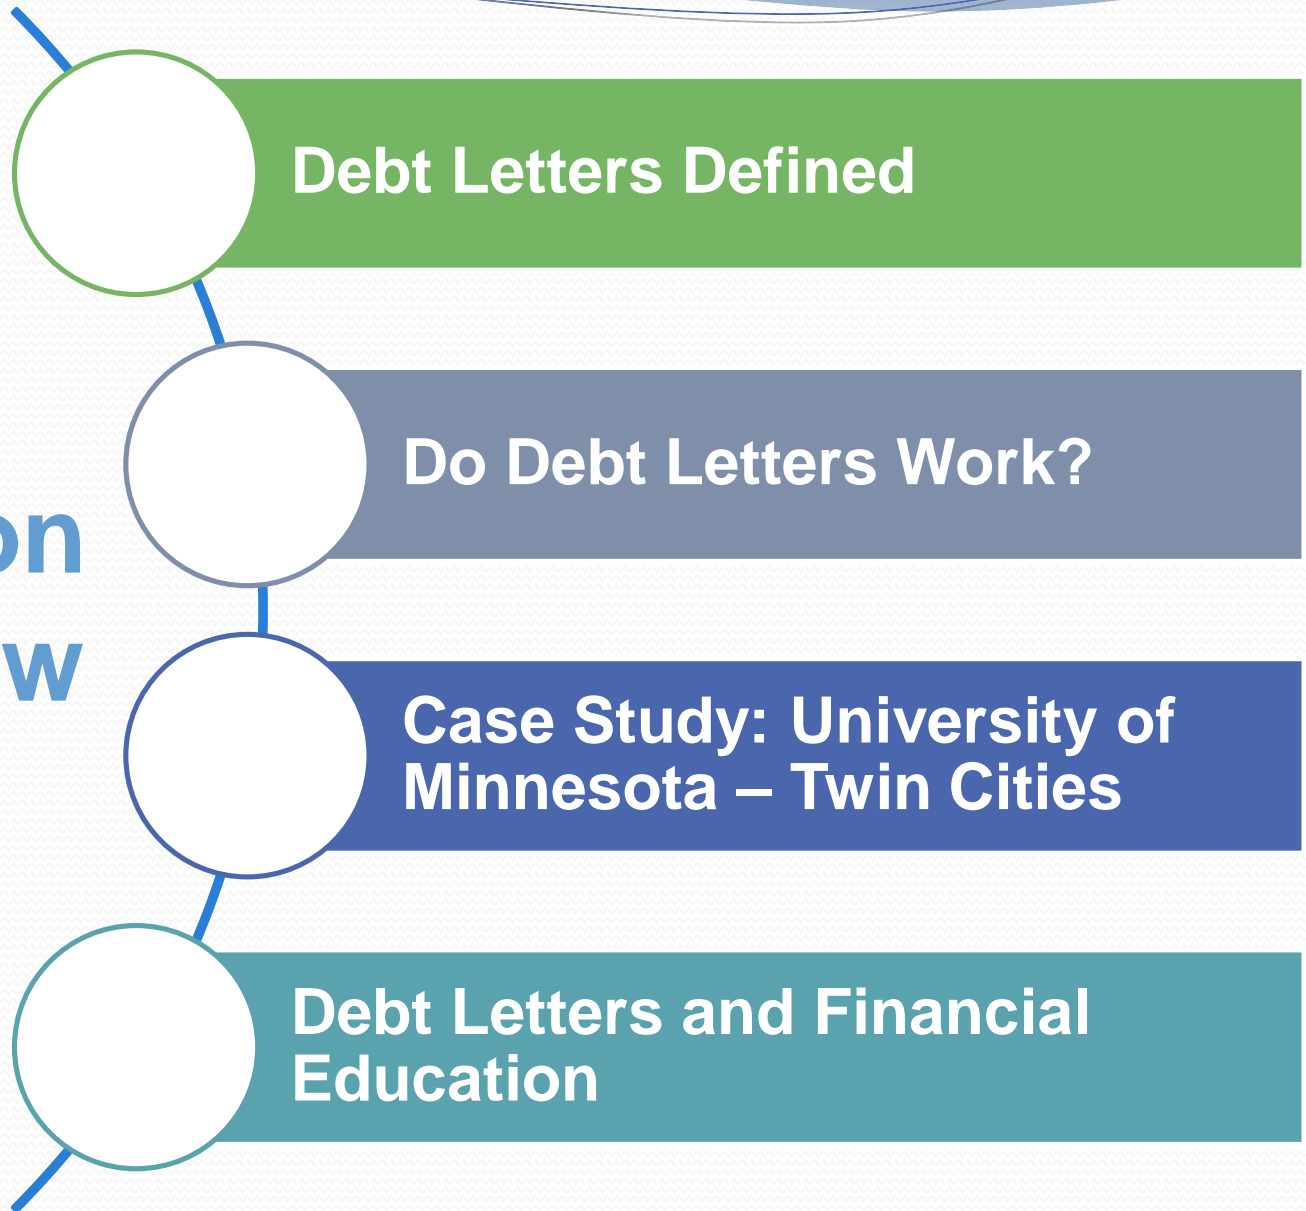 Debt Letters Defined
Do Debt Letters Work?
on
w
Case Study: University of
Minnesota – Twin Cities
Debt Letters and Financial
Education